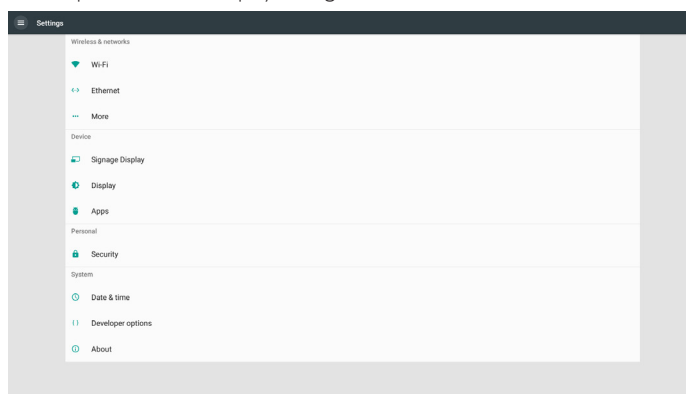 Settings
Wireless & networks
Wi-Fi
Ethernet
More
Device
Signage Display
Display
Apps
Personal
Security
System
Date & time
Developer options
About